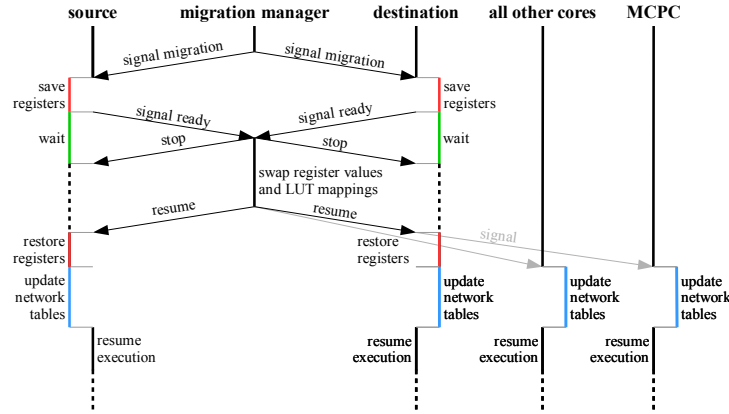 source migration manager destination all other cores MCPC
signal migration
signal migration
save
registers
save
registers
signal ready
signal ready
wait
wait
stop
stop
swap register values
and LUT mappings
resume
resume
signal
restore
registers
restore
registers
update
network
tables
update
network
tables
update
network
tables
update
network
tables
resume
execution
resume
execution
resume
execution
resume
execution